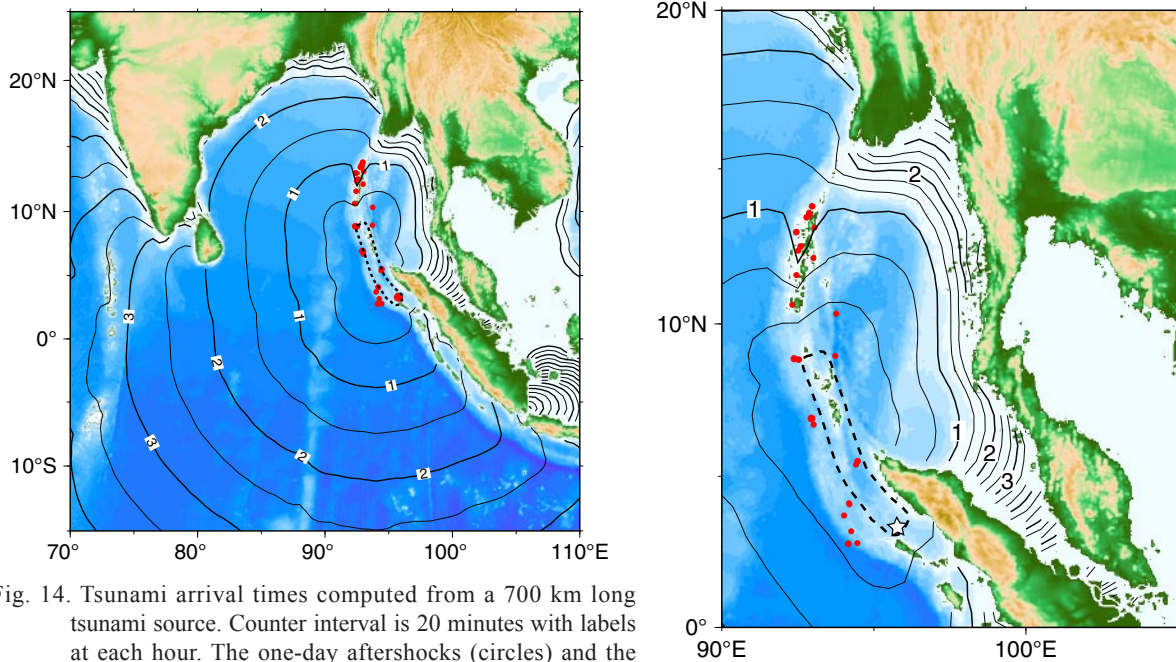 20°N
10°N
0°
10°S
70°
80°
90°
100°
110°E
2
1
1
1
1
3
2
3
2
2
20°N
10°N
0°
90°E
100°E
2
1
1
2
3
ig. 14. Tsunami arrival times computed from a 700 km long
tsunami source. Counter interval is 20 minutes with labels
at each hour. The one-day aftershocks (circles) and the